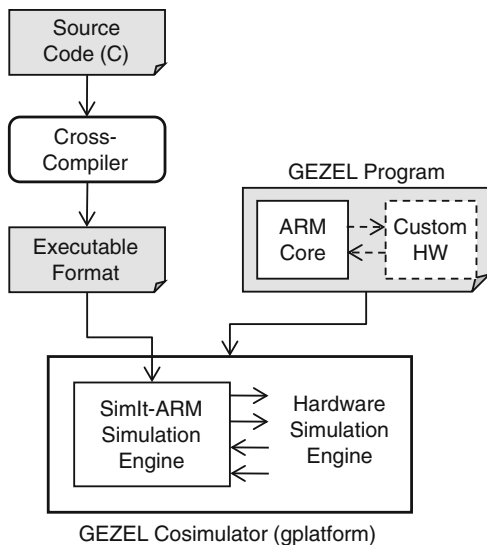 Source
Code (C)
Cross-
Compiler
Executable
Format
GEZEL Program
ARM
Core
Custom
HW
SimIt-ARM
Simulation
Engine
Hardware
Simulation
Engine
GEZEL Cosimulator (gplatform)